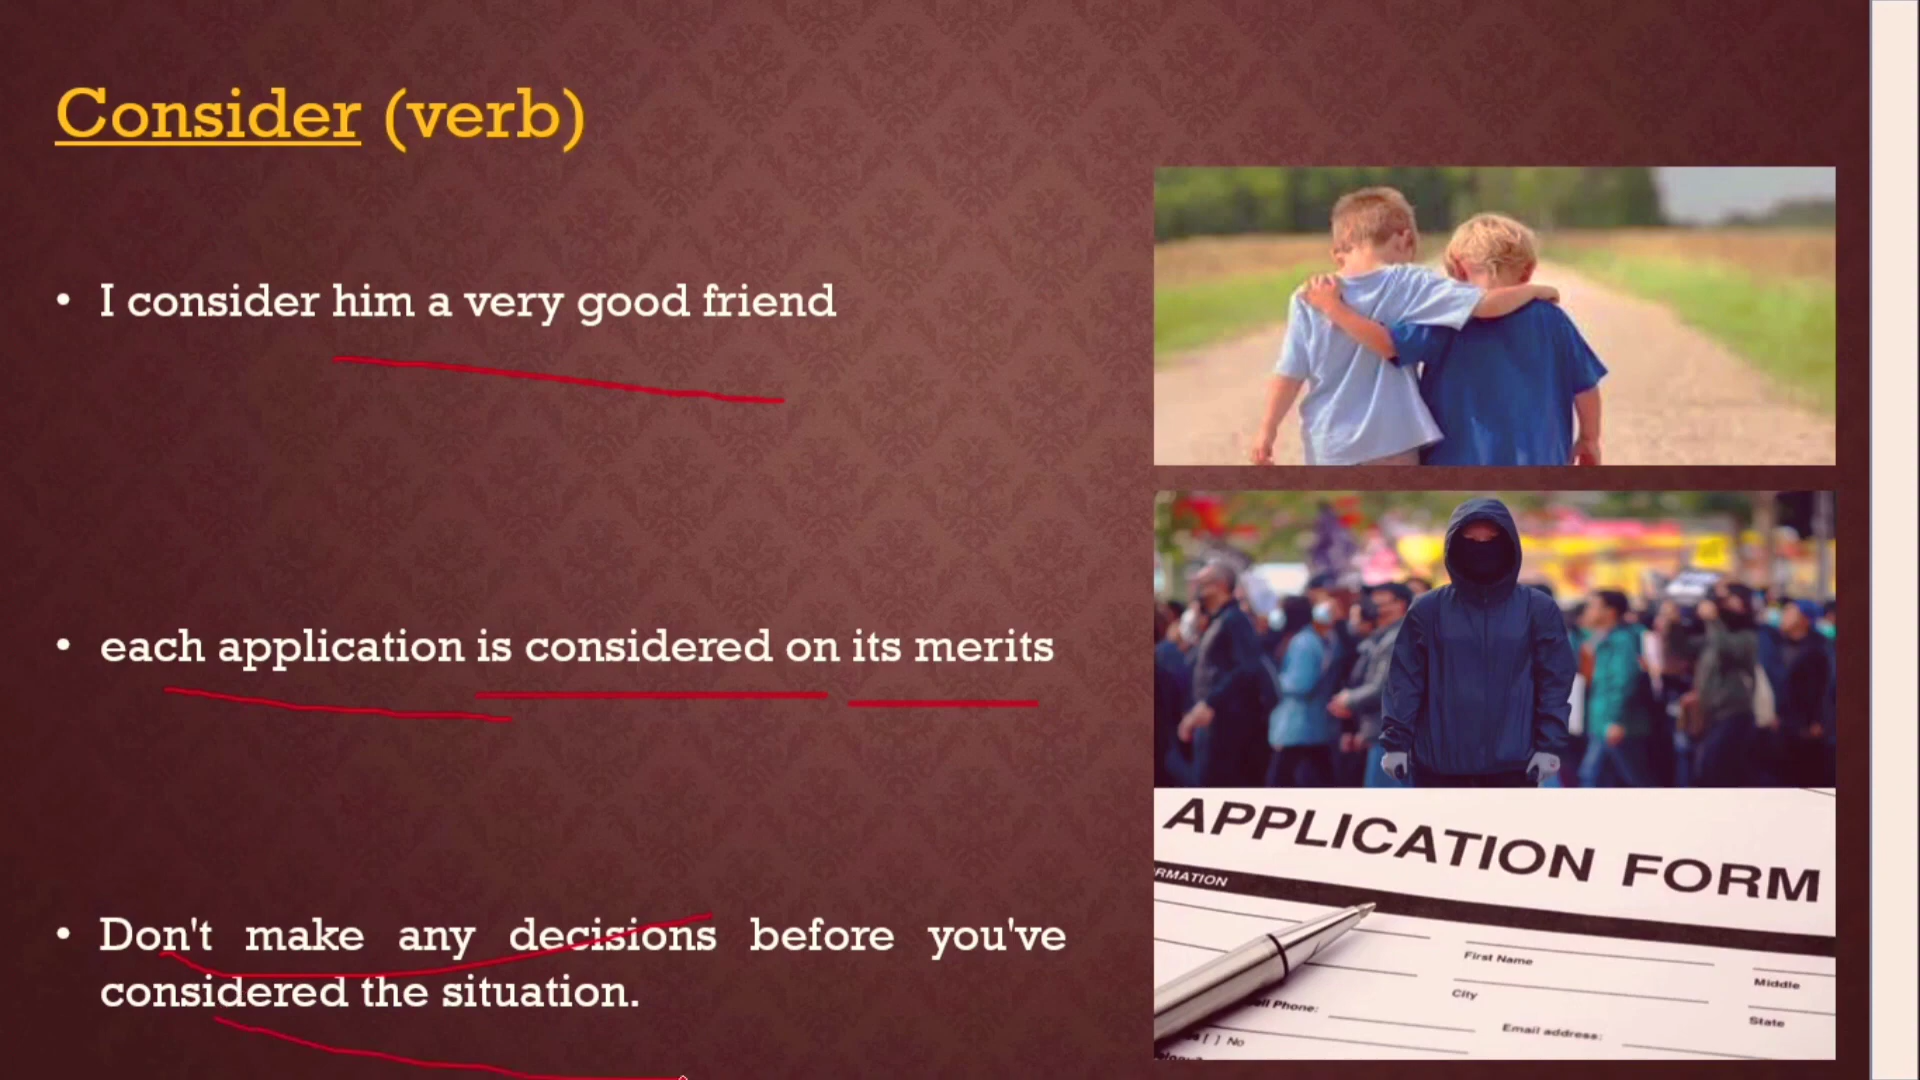 Consider (verb)
• I consider him a very good friend
• each application is considered on its merits
• Don't make any decisions before you've
considered the situation.
APPLICATION FORM
RMATION
First Name
Middle
City
State
ell Phone:
Email address:
[ ] No